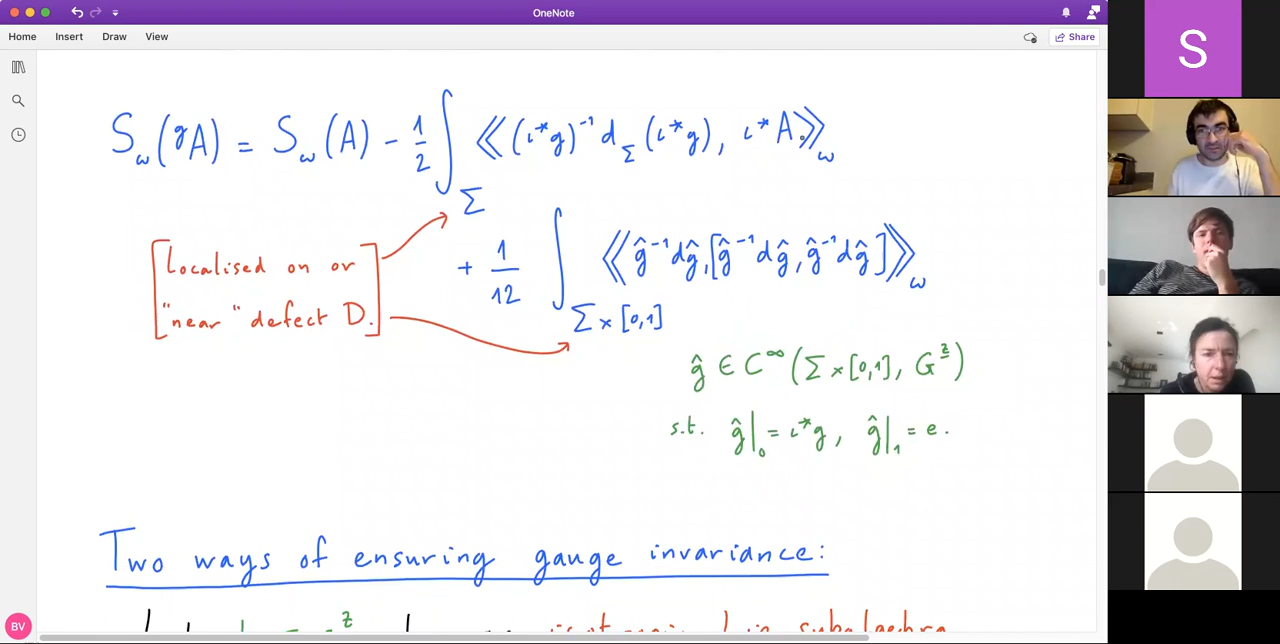 OneNote
Home Insert Draw View
Share
S
S_ω(ᵍA) = S_ω(A) - 1/2 ∫_Σ ⟪(ι*g)⁻¹ d_Σ (ι*g), ι*A⟫_ω
[Localised on or
"near" defect D.]
+ 1/12 ∫_{Σ×[0,1]} ⟪ĝ⁻¹dĝ, [ĝ⁻¹dĝ, ĝ⁻¹dĝ]⟫_ω
ĝ ∈ C^∞(Σ×[0,1], G^z)
s.t. ĝ|₀ = ι*g, ĝ|₁ = e.
Two ways of ensuring gauge invariance:
BV